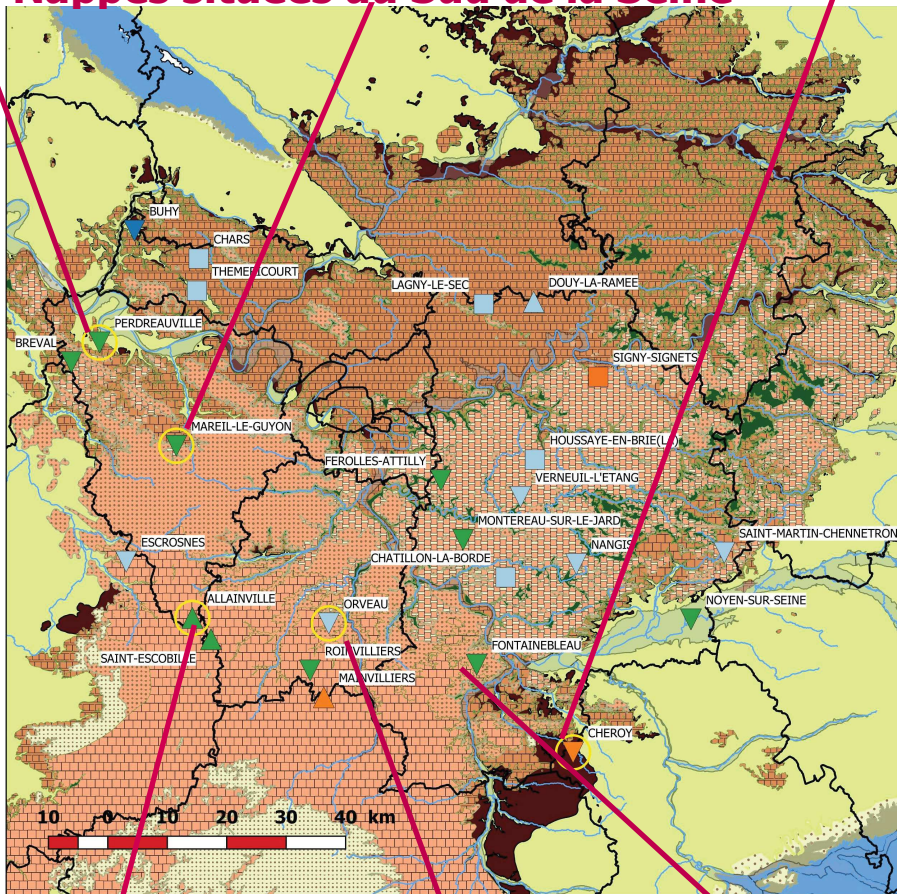 Nappes situées au Sud de la Seine
BUHY
CHARS
THEMERICOURT
LAGNY-LE-SEC
DOUY-LA-RAMEE
PERDREAUVILLE
BREVAL
SIGNY-SIGNETS
MAREIL-LE-GUYON
HOUSSAYE-EN-BRIE(LA)
FEROLLES-ATTILLY
VERNEUIL-L'ETANG
MONTEREAU-SUR-LE-JARD
SAINT-MARTIN-CHENNETRON
ESCROSNES
CHATILLON-LA-BORDE
NANGIS
ALLAINVILLE
ORVEAU
NOYEN-SUR-SEINE
SAINT-ESCOBILLE
ROINVILLIERS
FONTAINEBLEAU
MAINVILLIERS
CHEROY
10 0 10 20 30 40 km